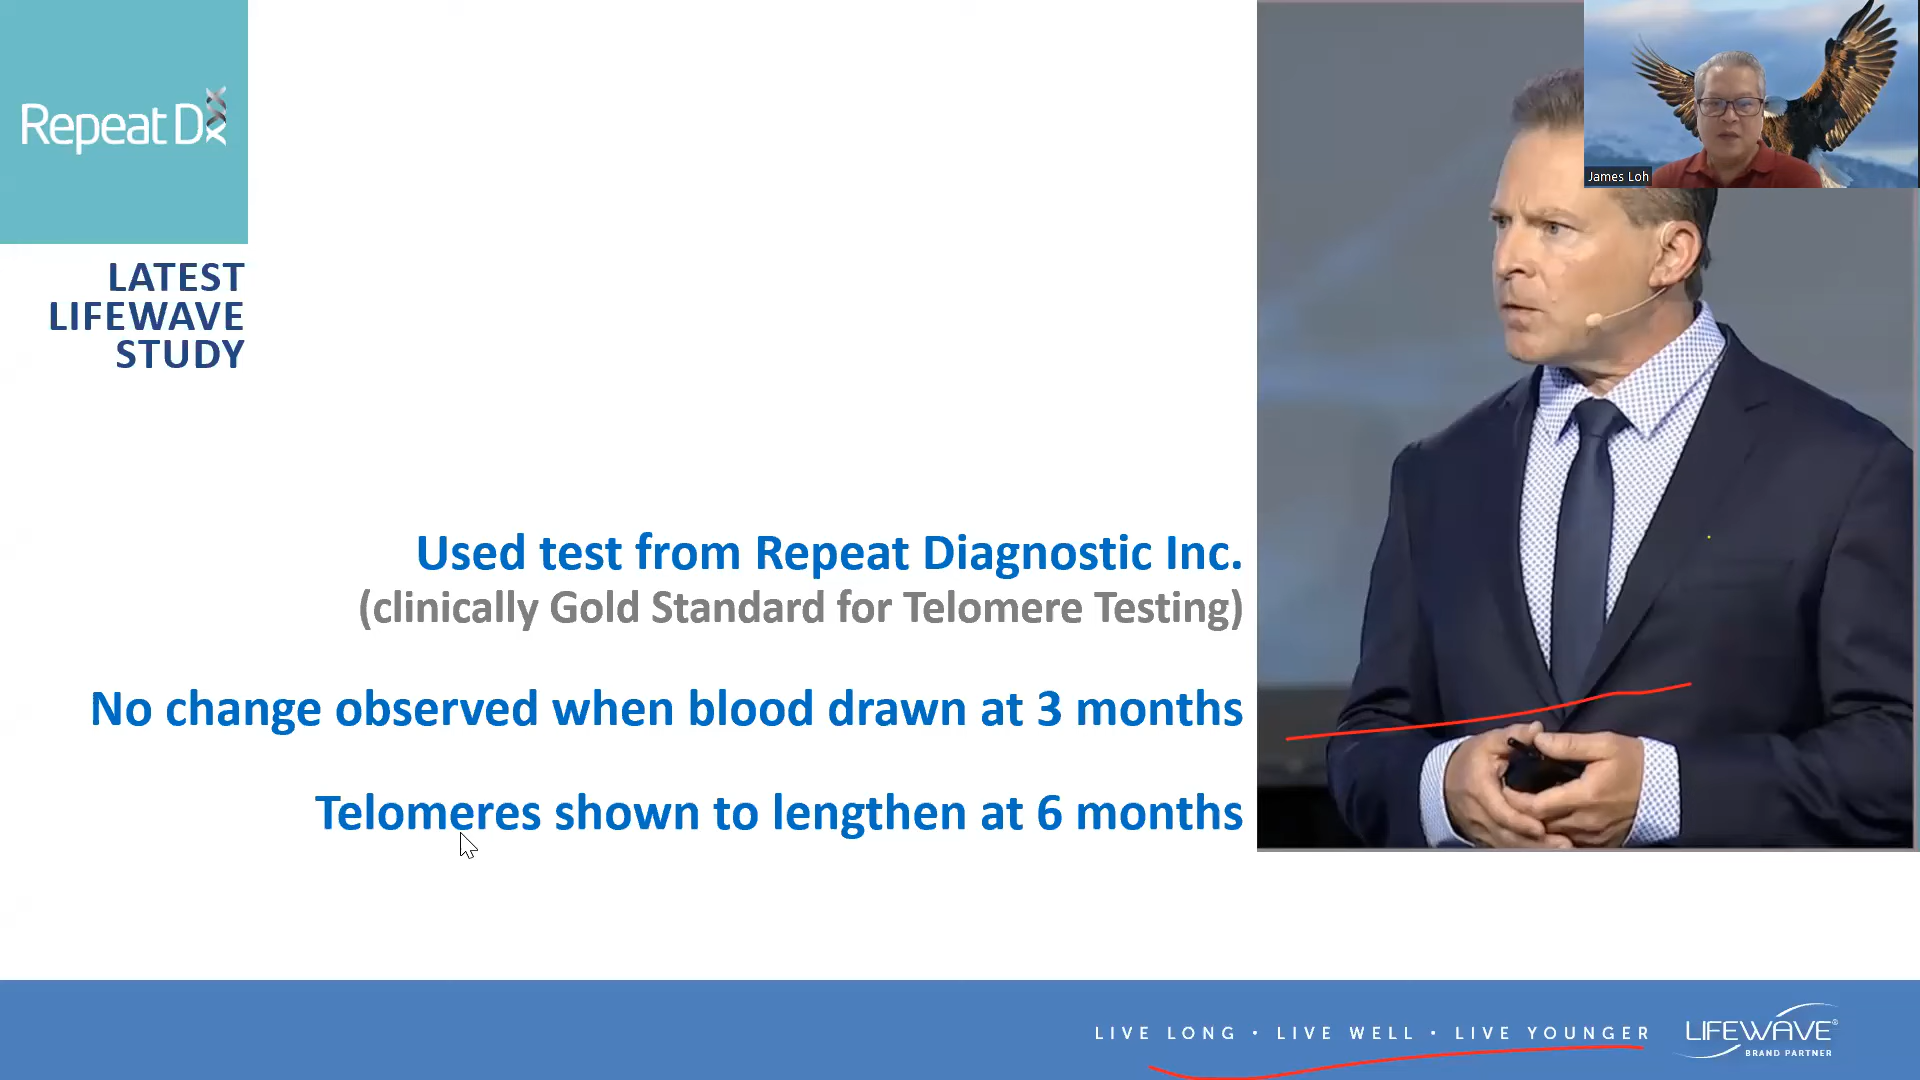 Repeat Dx
LATEST
LIFEWAVE
STUDY
James Loh
Used test from Repeat Diagnostic Inc.
(clinically Gold Standard for Telomere Testing)
No change observed when blood drawn at 3 months
Telomeres shown to lengthen at 6 months
LIVE LONG • LIVE WELL • LIVE YOUNGER
LIFEWAVE®
BRAND PARTNER